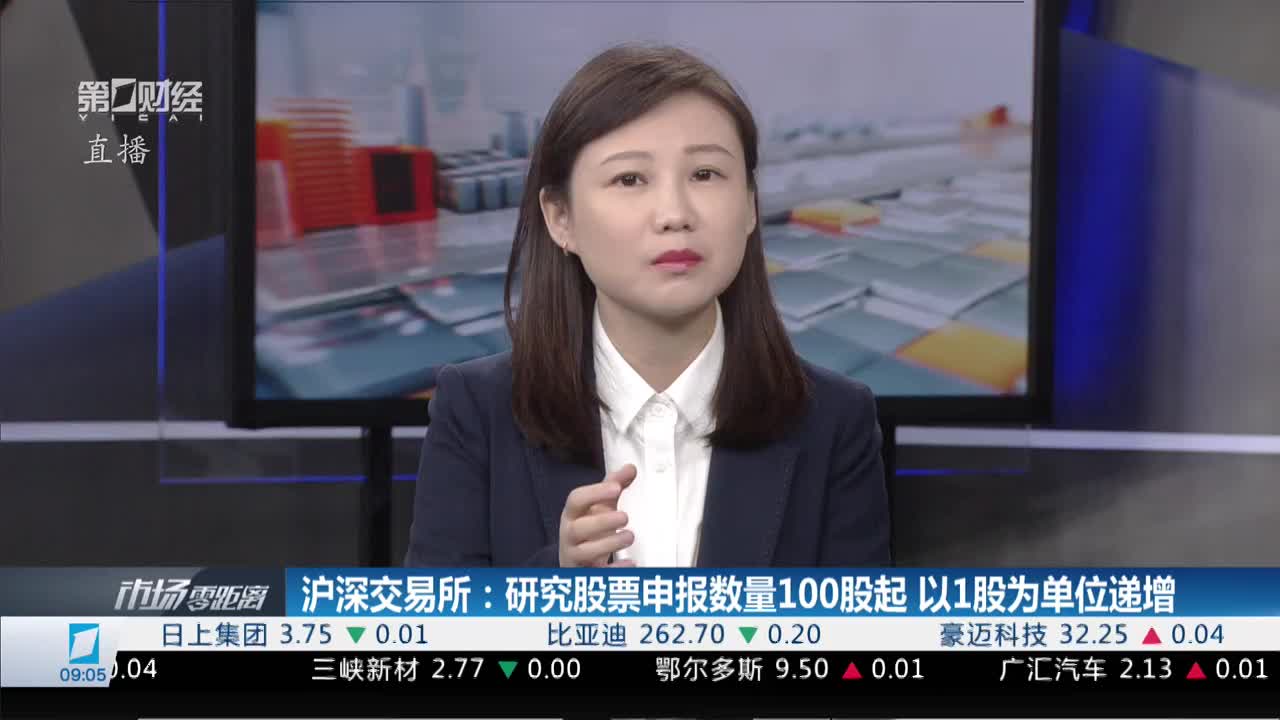 第一财经
YICAI
直播
市场零距离
沪深交易所：研究股票申报数量100股起 以1股为单位递增
日上集团 3.75 ▼ 0.01 比亚迪 262.70 ▼ 0.20 豪迈科技 32.25 ▲ 0.04
09:05
0.04 三峡新材 2.77 ▼ 0.00 鄂尔多斯 9.50 ▲ 0.01 广汇汽车 2.13 ▲ 0.01